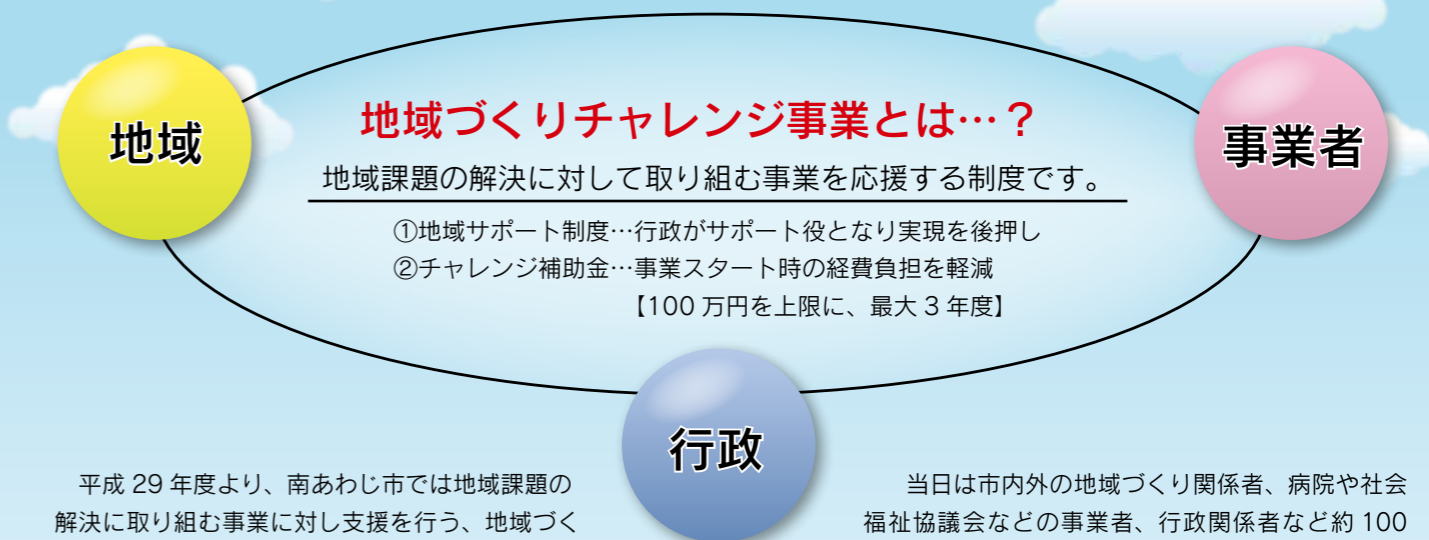 地域
事業者
地域づくりチャレンジ事業とは…？
地域課題の解決に対して取り組む事業を応援する制度です。
①地域サポート制度…行政がサポート役となり実現を後押し
②チャレンジ補助金…事業スタート時の経費負担を軽減
【100 万円を上限に、最大 3 年度】
行政
平成 29 年度より、南あわじ市では地域課題の
解決に取り組む事業に対し支援を行う、地域づく
当日は市内外の地域づくり関係者、病院や社会
福祉協議会などの事業者、行政関係者など約 100